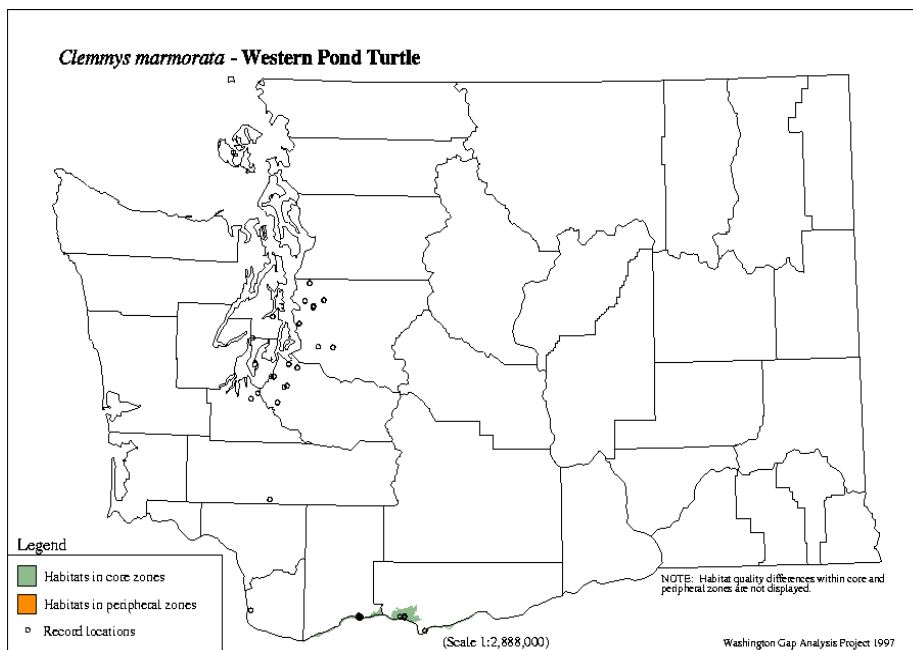 Clemmys marmorata - Western Pond Turtle
Legend
Habitats in core zones
Habitats in peripheral zones
Record locations
(Scale 1:2,888,000)
NOTE: Habitat quality differences within core and
peripheral zones are not displayed.
Washington Gap Analysis Project 1997